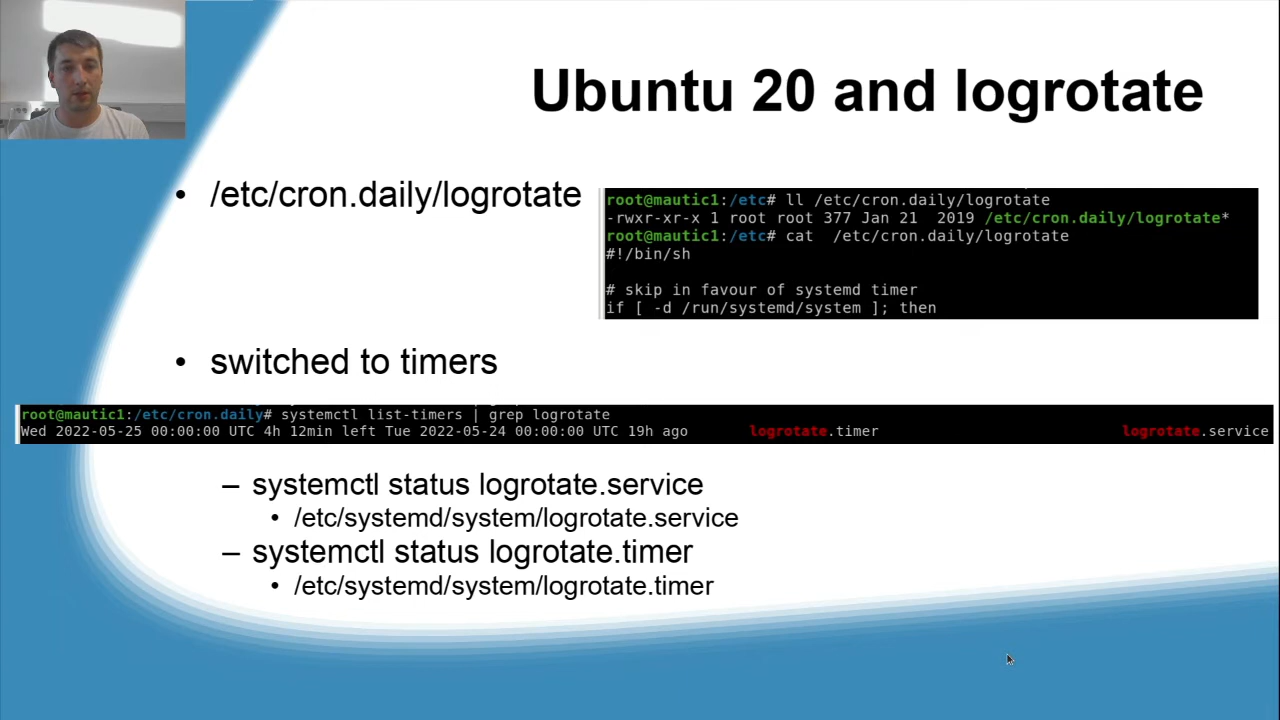 Ubuntu 20 and logrotate
• /etc/cron.daily/logrotate
root@mautic1:/etc# ll /etc/cron.daily/logrotate
-rwxr-xr-x 1 root root 377 Jan 21  2019 /etc/cron.daily/logrotate*
root@mautic1:/etc# cat  /etc/cron.daily/logrotate
#!/bin/sh
# skip in favour of systemd timer
if [ -d /run/systemd/system ]; then
• switched to timers
root@mautic1:/etc/cron.daily# systemctl list-timers | grep logrotate
Wed 2022-05-25 00:00:00 UTC 4h 12min left Tue 2022-05-24 00:00:00 UTC 19h ago logrotate.timer logrotate.service
– systemctl status logrotate.service
• /etc/systemd/system/logrotate.service
– systemctl status logrotate.timer
• /etc/systemd/system/logrotate.timer